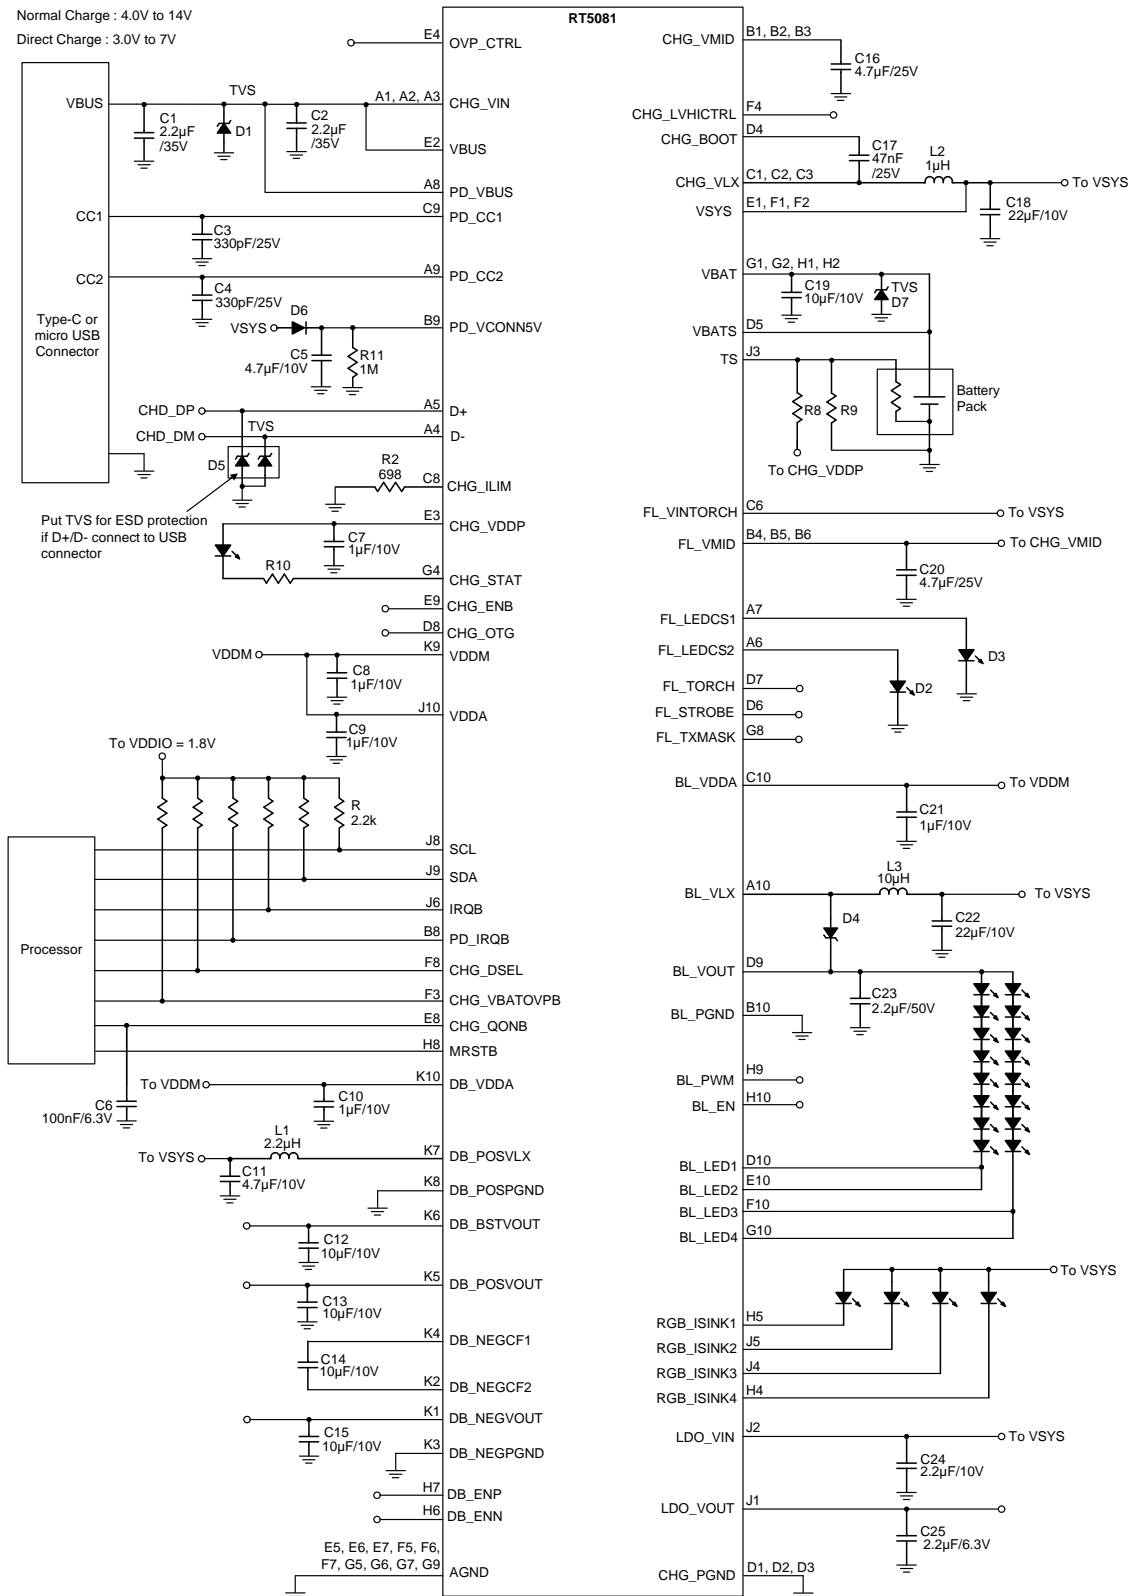 Normal Charge : 4.0V to 14V
Direct Charge : 3.0V to 7V
RT5081
E4
OVP_CTRL
VBUS
TVS
A1, A2, A3
CHG_VIN
C1
2.2µF
/35V
D1
C2
2.2µF
/35V
E2
VBUS
A8
PD_VBUS
CC1
C9
PD_CC1
C3
330pF/25V
CC2
A9
PD_CC2
C4
330pF/25V
Type-C or
micro USB
Connector
VSYS
D6
B9
PD_VCONN5V
C5
4.7µF/10V
R11
1M
CHD_DP
A5
D+
CHD_DM
TVS
A4
D-
D5
R2
698
C8
CHG_ILIM
Put TVS for ESD protection
if D+/D- connect to USB
connector
E3
CHG_VDDP
C7
1µF/10V
R10
G4
CHG_STAT
E9
CHG_ENB
D8
CHG_OTG
VDDM
K9
VDDM
C8
1µF/10V
J10
VDDA
C9
1µF/10V
To VDDIO = 1.8V
R
2.2k
Processor
J8
SCL
J9
SDA
J6
IRQB
B8
PD_IRQB
F8
CHG_DSEL
F3
CHG_VBATOVPB
E8
CHG_QONB
H8
MRSTB
To VDDM
K10
DB_VDDA
C6
100nF/6.3V
C10
1µF/10V
To VSYS
L1
2.2µH
K7
DB_POSVLX
C11
4.7µF/10V
K8
DB_POSPGND
K6
DB_BSTVOUT
C12
10µF/10V
K5
DB_POSVOUT
C13
10µF/10V
K4
DB_NEGCF1
C14
10µF/10V
K2
DB_NEGCF2
K1
DB_NEGVOUT
C15
10µF/10V
K3
DB_NEGPGND
H7
DB_ENP
H6
DB_ENN
E5, E6, E7, F5, F6,
F7, G5, G6, G7, G9
AGND
CHG_VMID
B1, B2, B3
C16
4.7µF/25V
CHG_LVHICTRL
F4
CHG_BOOT
D4
C17
47nF
/25V
L2
1µH
CHG_VLX
C1, C2, C3
To VSYS
VSYS
E1, F1, F2
C18
22µF/10V
VBAT
G1, G2, H1, H2
C19
10µF/10V
TVS
D7
VBATS
D5
TS
J3
R8
R9
Battery
Pack
To CHG_VDDP
FL_VINTORCH
C6
To VSYS
FL_VMID
B4, B5, B6
To CHG_VMID
C20
4.7µF/25V
FL_LEDCS1
A7
D3
FL_LEDCS2
A6
D2
FL_TORCH
D7
FL_STROBE
D6
FL_TXMASK
G8
BL_VDDA
C10
To VDDM
C21
1µF/10V
BL_VLX
A10
L3
10µH
To VSYS
D4
C22
22µF/10V
BL_VOUT
D9
C23
2.2µF/50V
BL_PGND
B10
BL_PWM
H9
BL_EN
H10
BL_LED1
D10
BL_LED2
E10
BL_LED3
F10
BL_LED4
G10
To VSYS
RGB_ISINK1
H5
RGB_ISINK2
J5
RGB_ISINK3
J4
RGB_ISINK4
H4
LDO_VIN
J2
To VSYS
C24
2.2µF/10V
LDO_VOUT
J1
C25
2.2µF/6.3V
CHG_PGND
D1, D2, D3